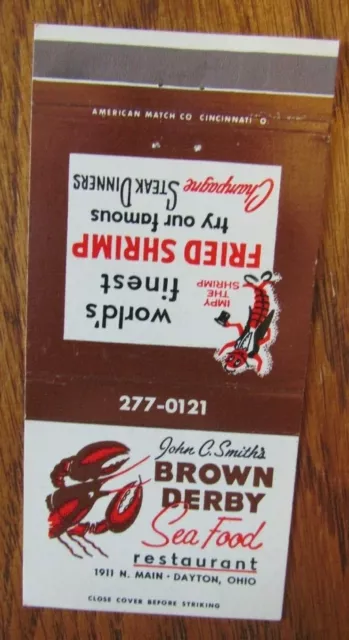 AMERICAN MATCH CO CINCINNATI O
world's
finest
FRIED SHRIMP
try our famous
Champagne STEAK DINNERS
IMPY
THE
SHRIMP
277-0121
John C. Smith's
BROWN
DERBY
Sea Food
restaurant
1911 N. MAIN - DAYTON, OHIO
CLOSE COVER BEFORE STRIKING